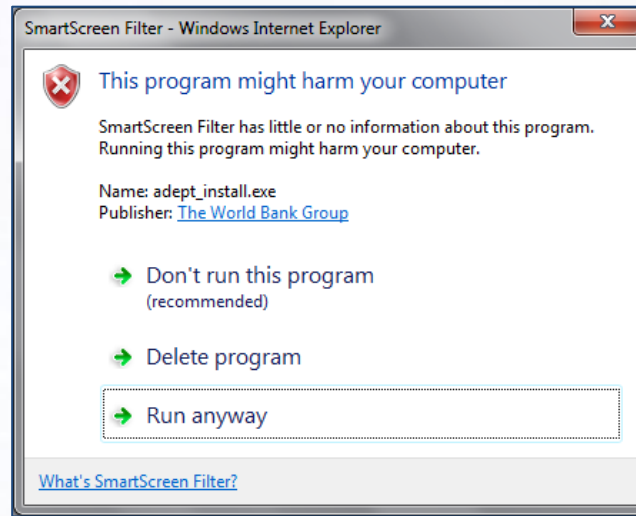 SmartScreen Filter - Windows Internet Explorer
This program might harm your computer
SmartScreen Filter has little or no information about this program.
Running this program might harm your computer.
Name: adept_install.exe
Publisher: The World Bank Group
Don't run this program
(recommended)
Delete program
Run anyway
What's SmartScreen Filter?